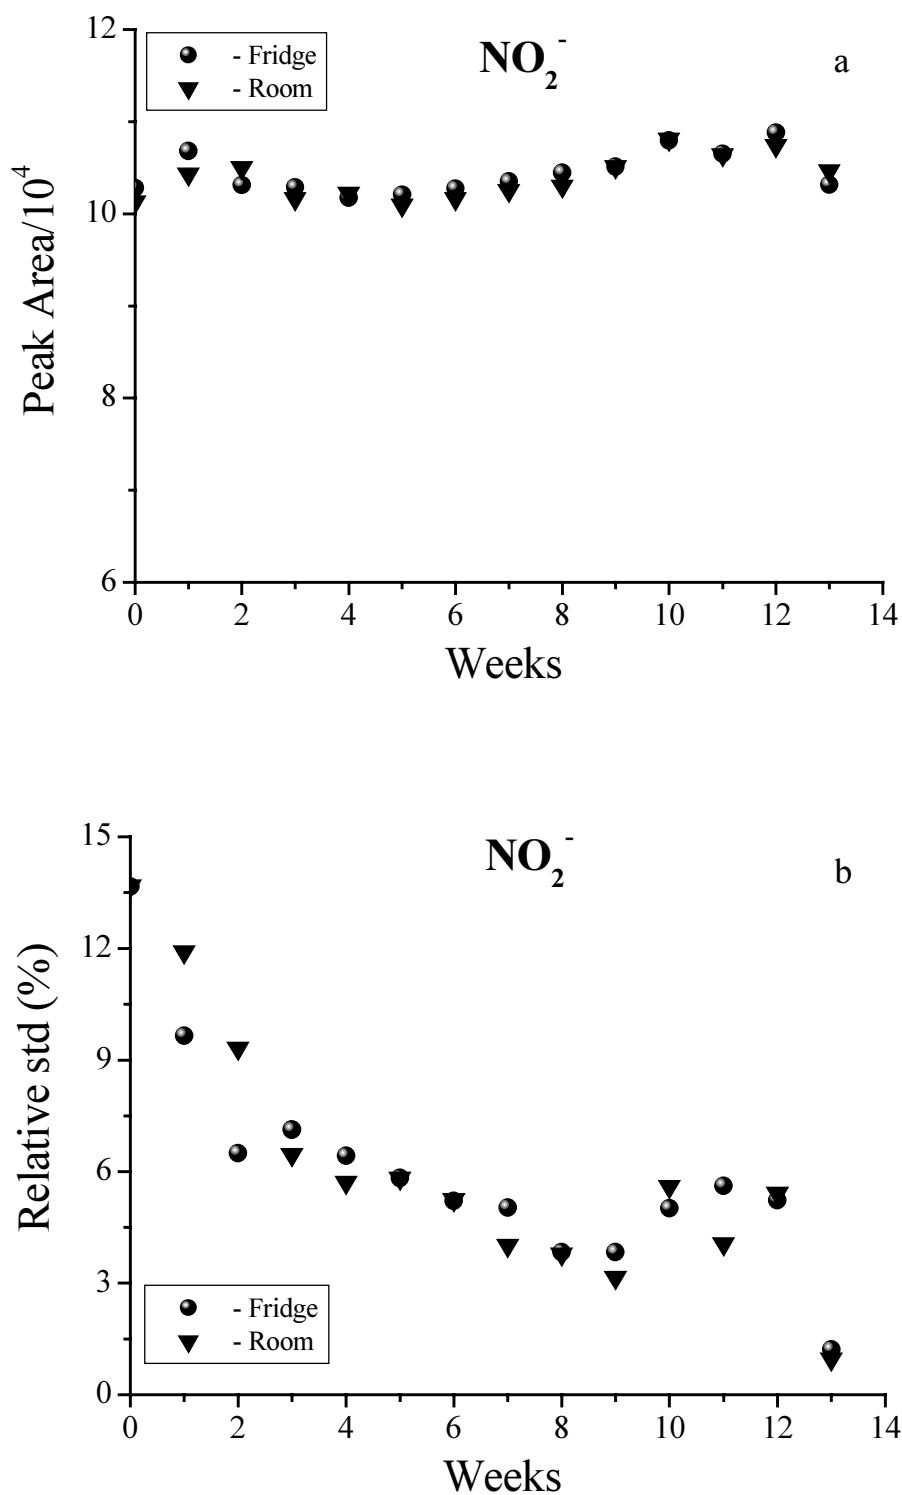 12
- Fridge
- Room
NO₂⁻
a
10
8
6
Peak Area/10⁴
0 2 4 6 8 10 12 14
Weeks
15
NO₂⁻
b
12
9
6
3
0
Relative std (%)
- Fridge
- Room
0 2 4 6 8 10 12 14
Weeks